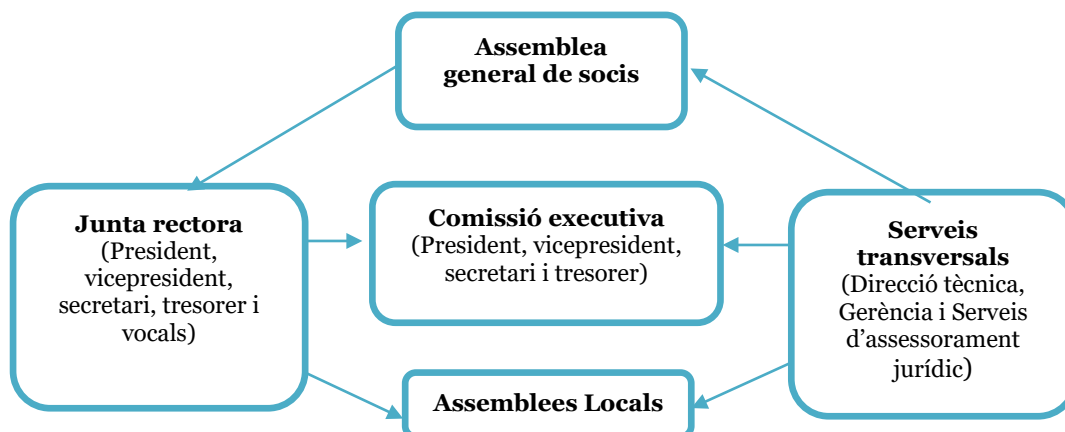 Assemblea
general de socis
Junta rectora
(President,
vicepresident,
secretari, tresorer i
vocals)
Comissió executiva
(President, vicepresident,
secretari i tresorer)
Serveis
transversals
(Direcció tècnica,
Gerència i Serveis
d’assessorament
jurídic)
Assemblees Locals